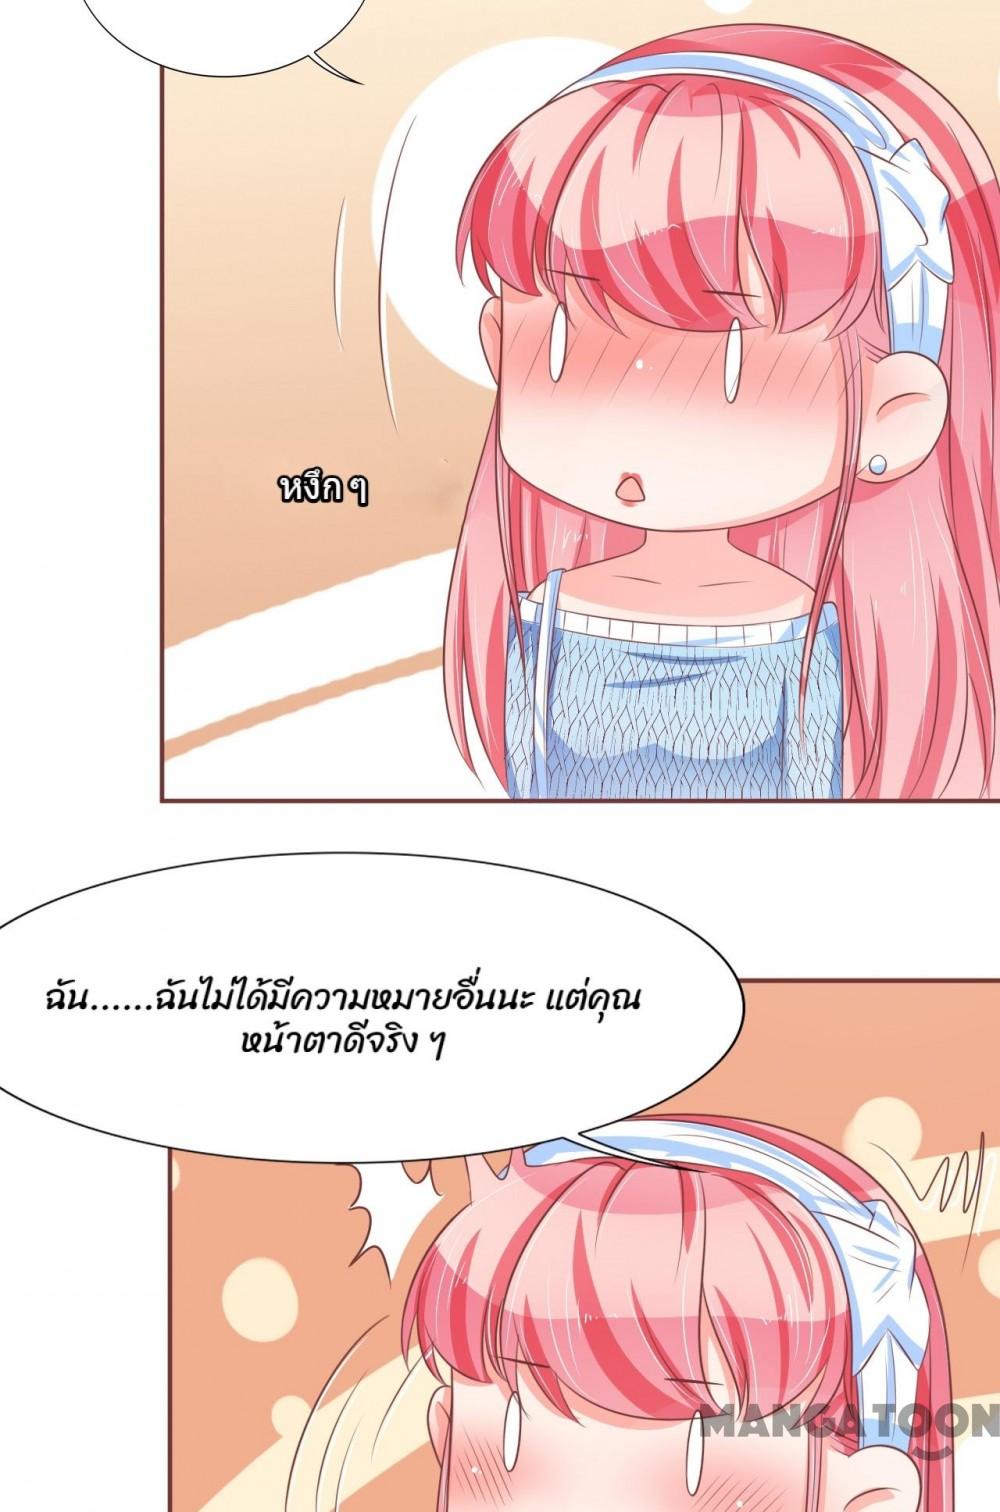 หงึก ๆ
ฉัน......ฉันไม่ได้มีความหมายอื่นนะ แต่คุณ
หน้าตาดีจริง ๆ
MANGATOON